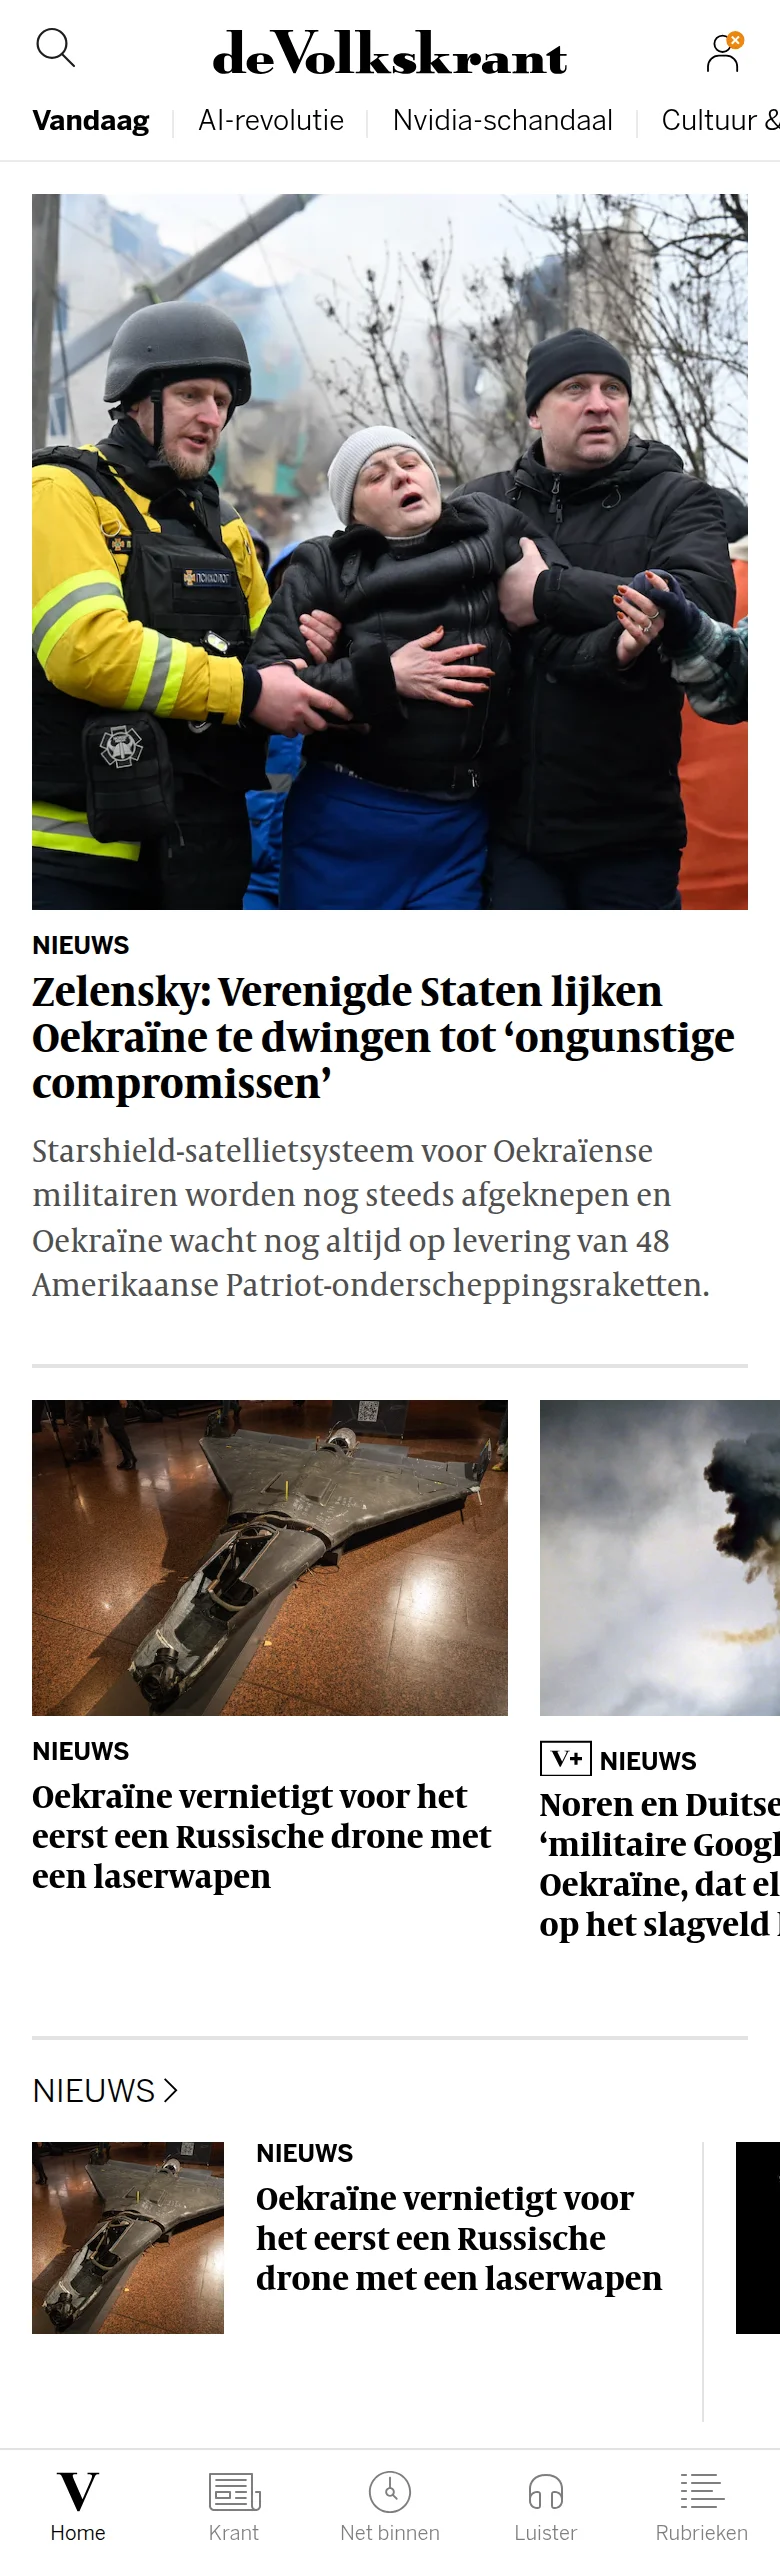 deVolkskrant
Vandaag
AI-revolutie
Nvidia-schandaal
Cultuur &
ПСИХОЛОГ
NIEUWS
Zelensky: Verenigde Staten lijken
Oekraïne te dwingen tot ‘ongunstige
compromissen’
Starshield-satellietsysteem voor Oekraïense
militairen worden nog steeds afgeknepen en
Oekraïne wacht nog altijd op levering van 48
Amerikaanse Patriot-onderscheppingsraketten.
NIEUWS
Oekraïne vernietigt voor het
eerst een Russische drone met
een laserwapen
V+ NIEUWS
Noren en Duitse
‘militaire Googl
Oekraïne, dat el
op het slagveld
NIEUWS
NIEUWS
Oekraïne vernietigt voor
het eerst een Russische
drone met een laserwapen
V
Home
Krant
Net binnen
Luister
Rubrieken